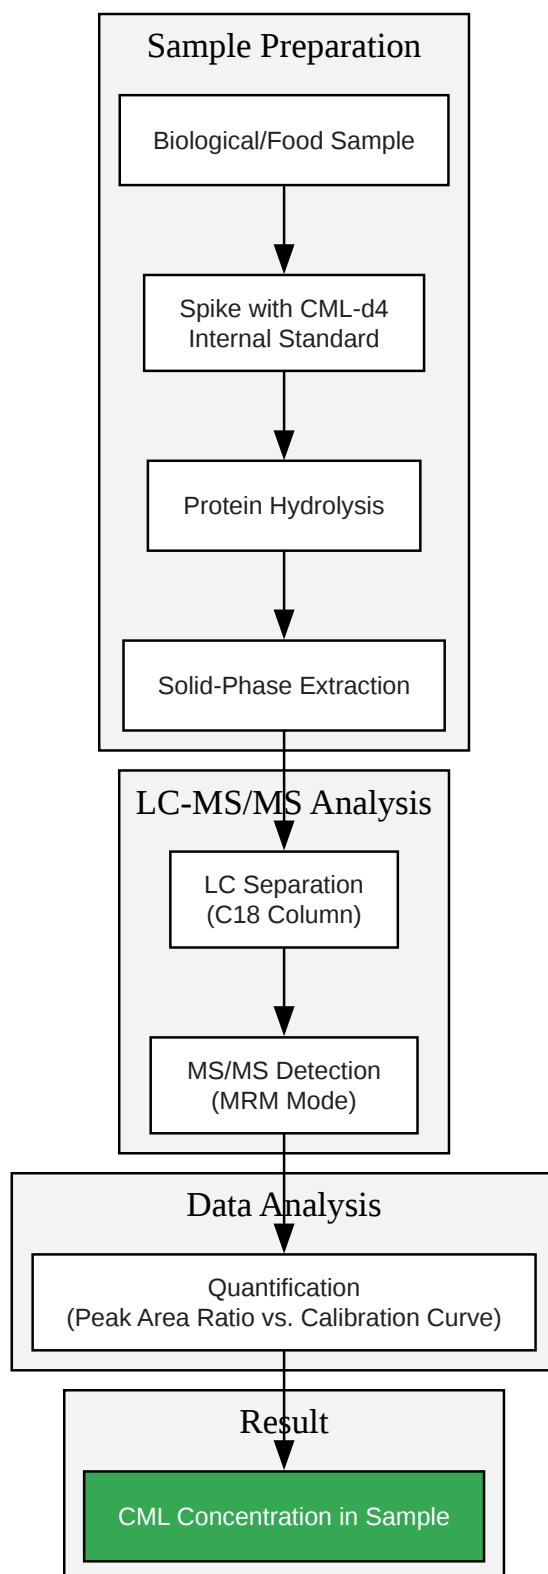 Sample Preparation
Biological/Food Sample
Spike with CML-d4
Internal Standard
Protein Hydrolysis
Solid-Phase Extraction
LC-MS/MS Analysis
LC Separation
(C18 Column)
MS/MS Detection
(MRM Mode)
Data Analysis
Quantification
(Peak Area Ratio vs. Calibration Curve)
Result
CML Concentration in Sample